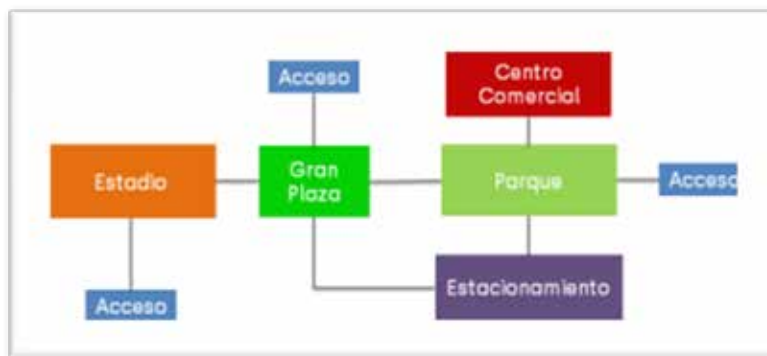 Acceso
Centro
Comercial
Estadio
Gran
Plaza
Parque
Acceso
Estacionamiento
Acceso